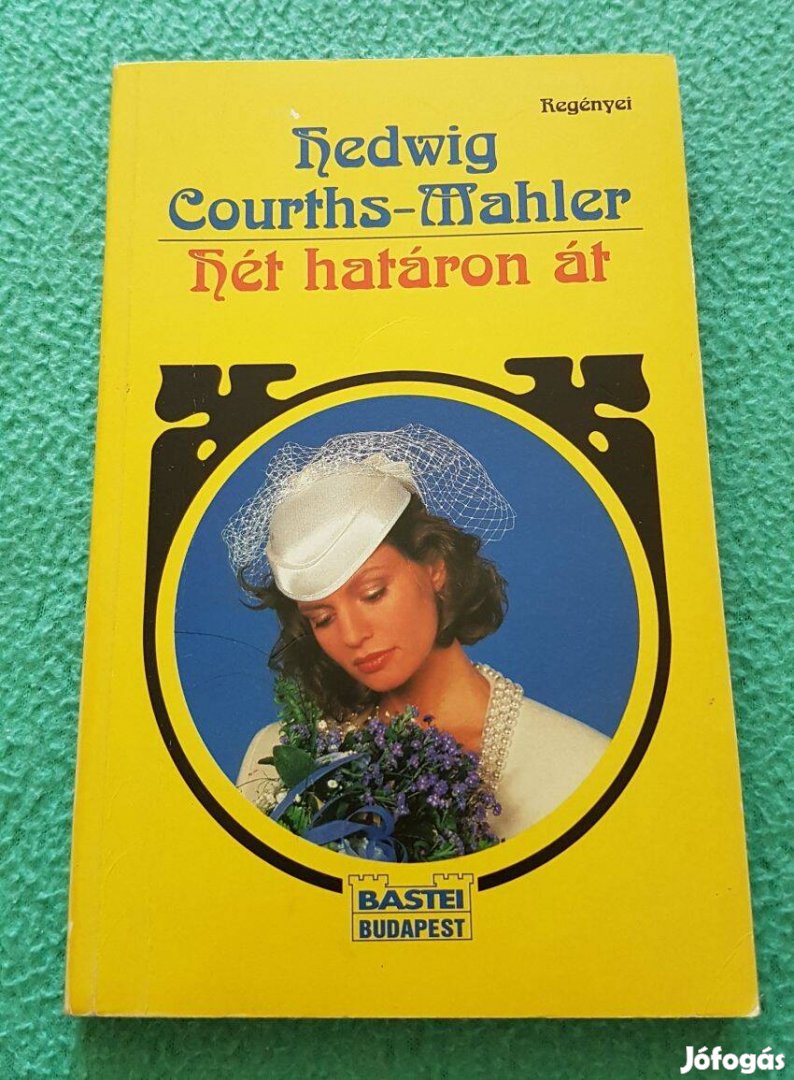 Regényei
Hedwig
Courths-Mahler
Hét határon át
BASTEI
BUDAPEST
Jófogás